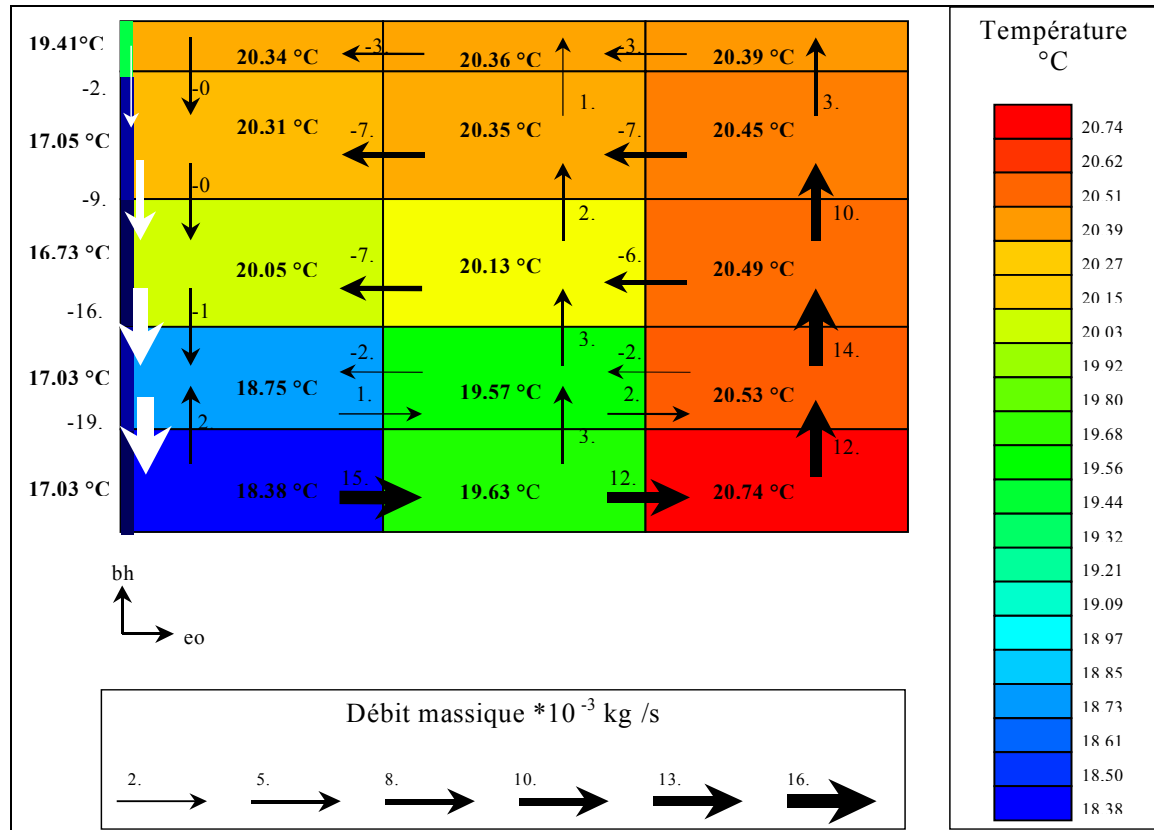 19.41°C 20.34 °C -3. 20.36 °C -3. 20.39 °C
-2. -0 1. 3.
17.05 °C 20.31 °C -7. 20.35 °C -7. 20.45 °C
-9. -0 2. 10.
16.73 °C 20.05 °C -7. 20.13 °C -6. 20.49 °C
-16. -1 3. 14.
-2. -2.
17.03 °C 18.75 °C 1. 19.57 °C 2. 20.53 °C
-19. 2. 3. 12.
17.03 °C 18.38 °C 15. 19.63 °C 12. 20.74 °C
bh
eo
Débit massique *10 -3 kg /s
2. 5. 8. 10. 13. 16.
Température
°C
20.74
20.62
20.51
20.39
20.27
20.15
20.03
19.92
19.80
19.68
19.56
19.44
19.32
19.21
19.09
18.97
18.85
18.73
18.61
18.50
18.38